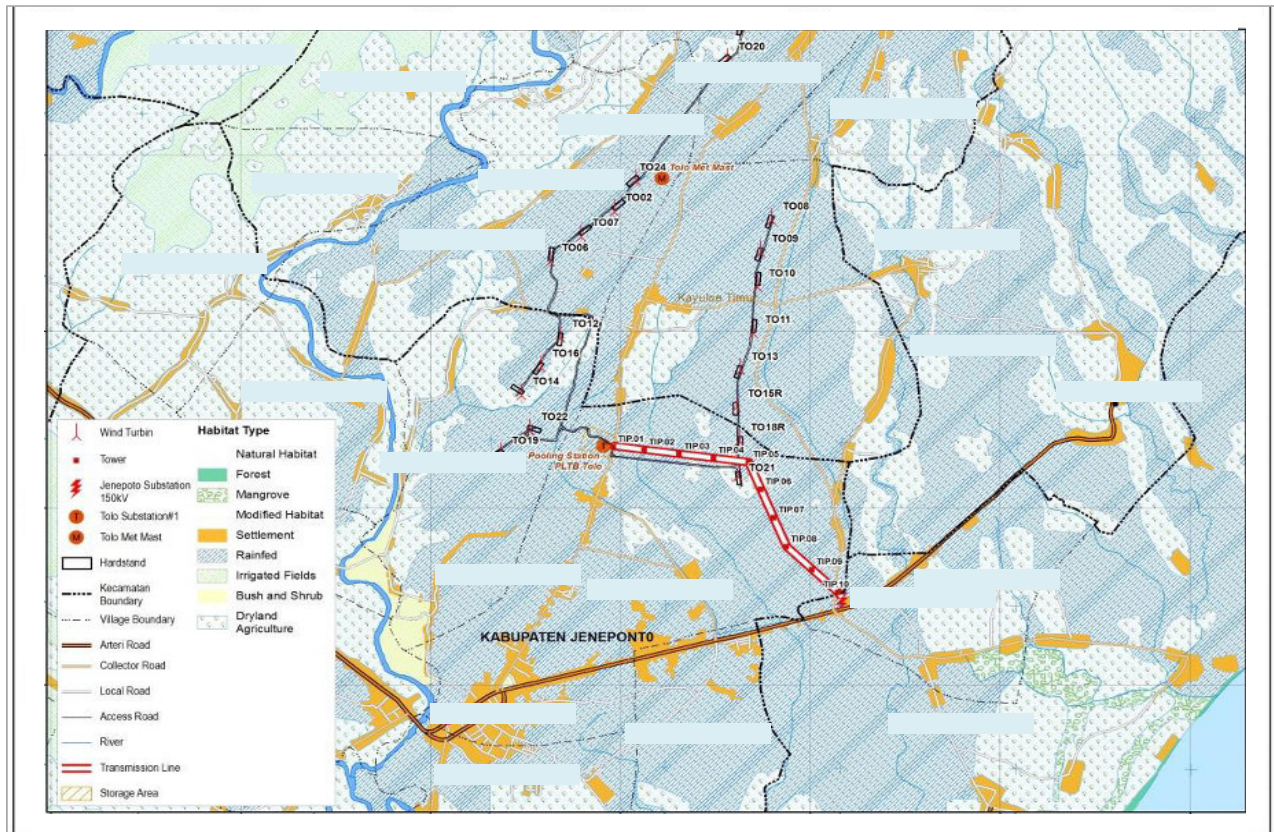 TO20
TO24
Tolo Met Mast
M
TO02
TO07
TO06
TO08
TO09
TO10
Kayuloe Timur
TO11
TO12
TO16
TO14
TO13
TO15R
TO22
TO19
TO18R
T
Pooling Station
PLTB Tolo
TIP.01
TIP.02
TIP.03
TIP.04
TIP.05
TO21
TIP.06
TIP.07
TIP.08
TIP.09
TIP.10
KABUPATEN JENEPONT0
Wind Turbin
Tower
Jenepoto Substation
150kV
T
Tolo Substation#1
M
Tolo Met Mast
Hardstand
Kecamatan
Boundary
Village Boundary
Arteri Road
Collector Road
Local Road
Access Road
River
Transmission Line
Storage Area
Habitat Type
Natural Habitat
Forest
Mangrove
Modified Habitat
Settlement
Rainfed
Irrigated Fields
Bush and Shrub
Dryland
Agriculture